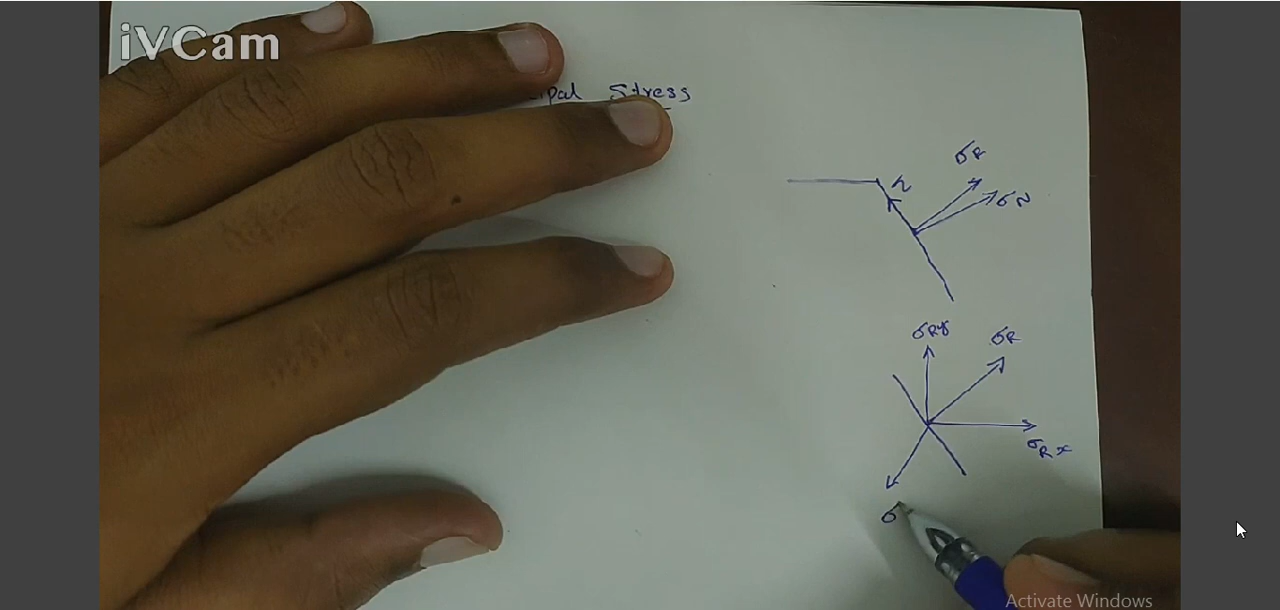 iVCam
Stress
σR
σN
σRy
σR
σRx
σ
Activate Windows